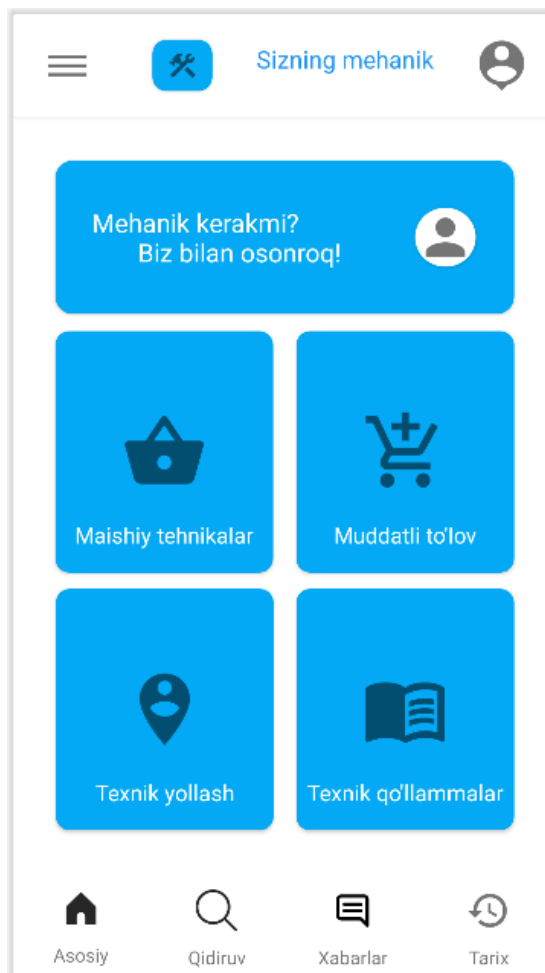 Sizning mehanik
Mehanik kerakmi?
Biz bilan osonroq!
Maishiy tehnikalar
Muddatli to'lov
Texnik yollash
Texnik qo'llammalar
Asosiy
Qidiruv
Xabarlar
Tarix